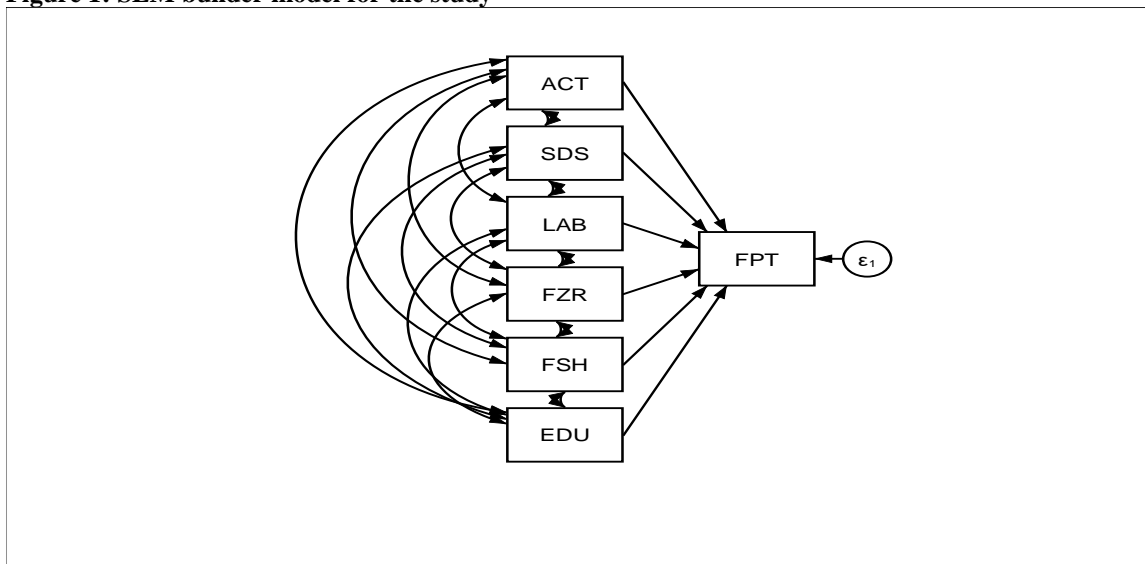 Figure 1: SEM builder model for the study
ACT
SDS
LAB
FPT
ε₁
FZR
FSH
EDU